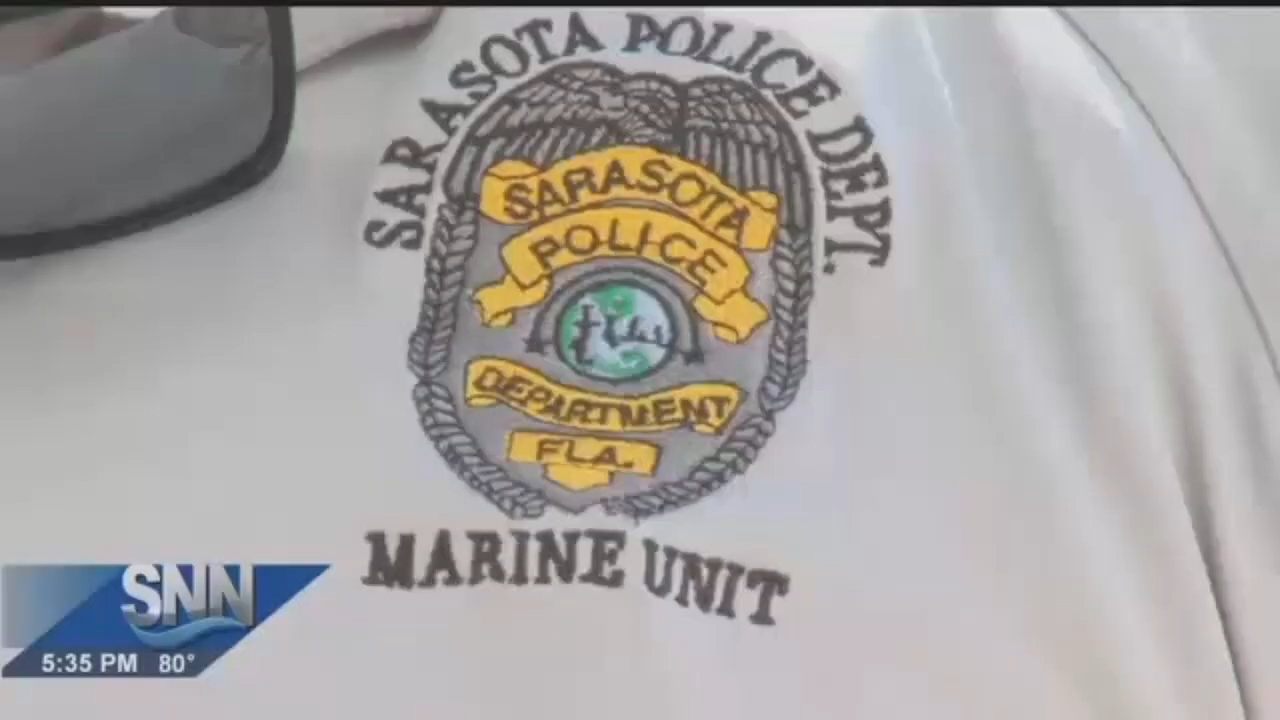 SARASOTA POLICE DEPT.
SARASOTA
POLICE
DEPARTMENT
FLA.
MARINE UNIT
SNN
5:35 PM 80°